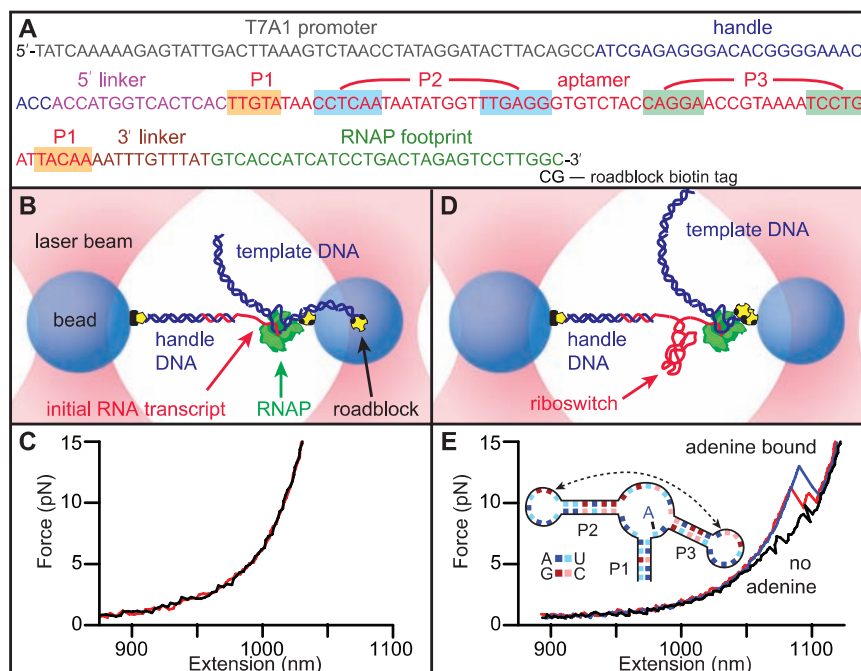 A
T7A1 promoter
handle
5′-TATCAAAAAGAGTATTGACTTAAAGTCTAACCTATAGGATACTTACAGCCATCGAGAGGGACACGGGGAAAC
5′ linker P1 P2 aptamer P3
ACCACCATGGTCACTCACTTGTATAACCTCAATAATATGGTTTGAGGGTGTCTACCAGGAACCGTAAAATCCTG
P1 3′ linker RNAP footprint
ATTACAAAATTTGTTTATGTCACCATCATCCTGACTAGAGTCCTTGGC-3′
CG — roadblock biotin tag
B
laser beam
template DNA
bead
handle
DNA
initial RNA transcript
RNAP
roadblock
D
template DNA
handle
DNA
riboswitch
C
Force (pN)
15
10
5
0
900 1000 1100
Extension (nm)
E
adenine bound
Force (pN)
15
10
5
0
P2
A
P3
P1
A U
G C
no
adenine
900 1000 1100
Extension (nm)